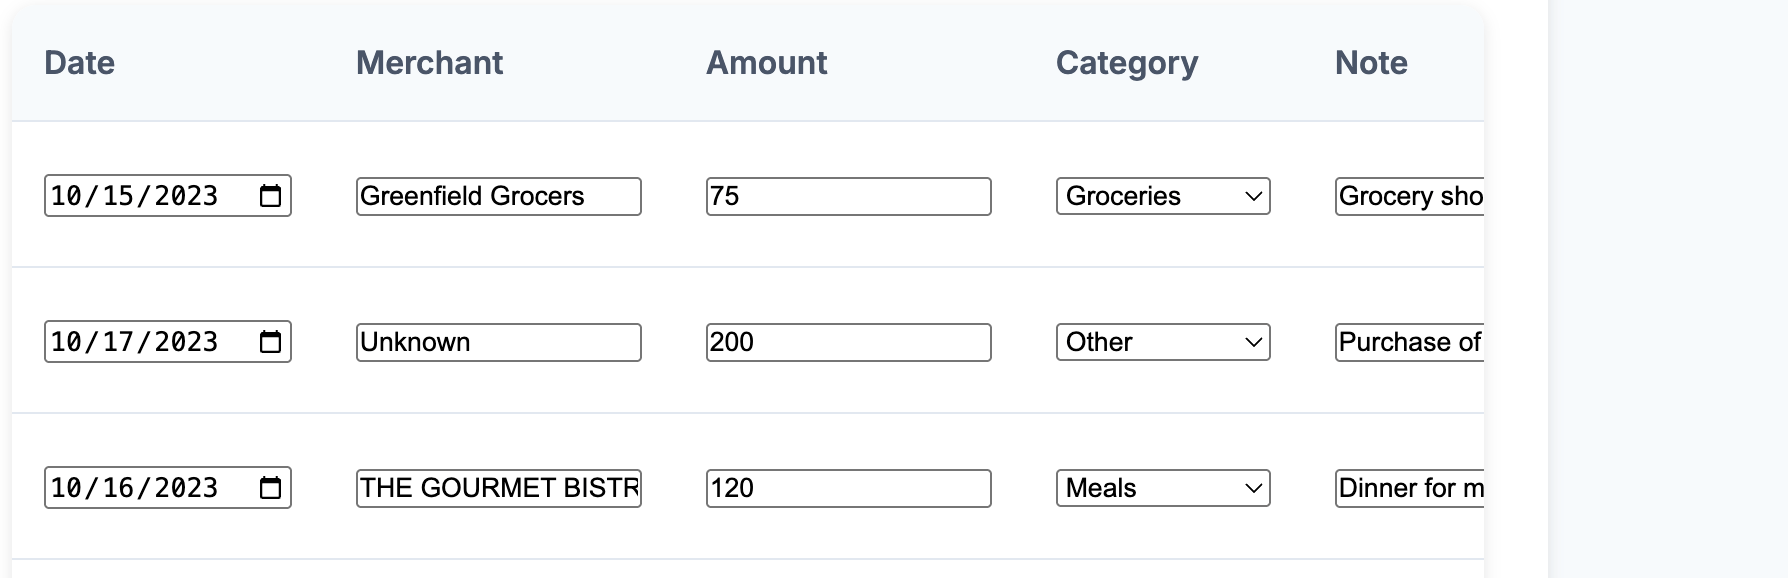 Date Merchant Amount Category Note
10/15/2023 Greenfield Grocers 75 Groceries Grocery sho
10/17/2023 Unknown 200 Other Purchase of
10/16/2023 THE GOURMET BISTR 120 Meals Dinner for m